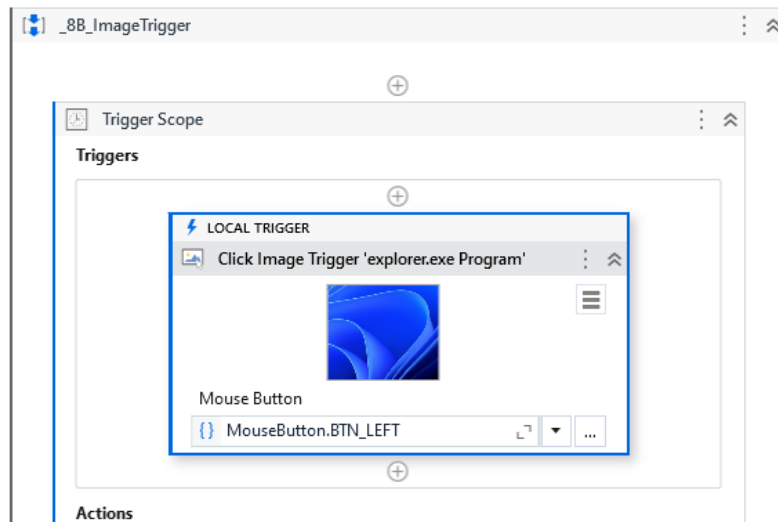 _8B_ImageTrigger
Trigger Scope
Triggers
LOCAL TRIGGER
Click Image Trigger 'explorer.exe Program'
Mouse Button
{} MouseButton.BTN_LEFT ...
Actions